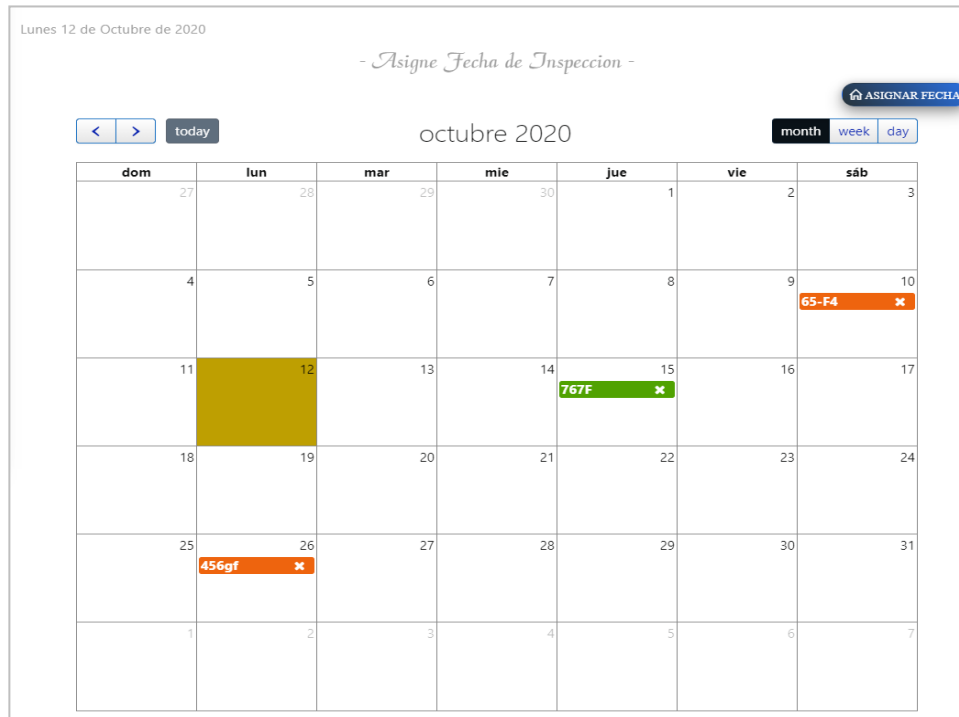 Lunes 12 de Octubre de 2020
- Asigne Fecha de Inspeccion -
ASIGNAR FECHA
today octubre 2020 month week day
dom lun mar mie jue vie sáb
27 28 29 30 1 2 3
4 5 6 7 8 9 10
65-F4
11 12 13 14 15 16 17
767F
18 19 20 21 22 23 24
25 26 27 28 29 30 31
456gf
1 2 3 4 5 6 7